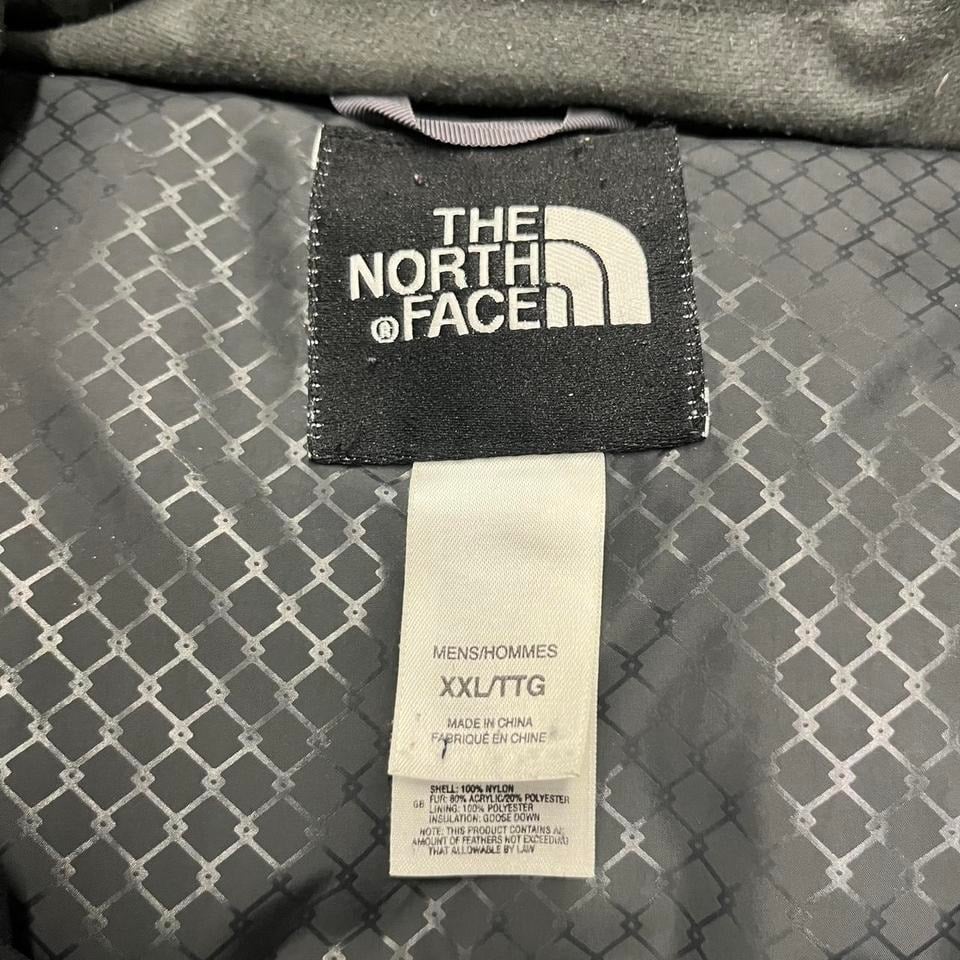 THE
NORTH
®FACE
MENS/HOMMES
XXL/TTG
MADE IN CHINA
FABRIQUÉ EN CHINE
SHELL: 100% NYLON
GB FUR: 80% ACRYLIC/20% POLYESTER
LINING: 100% POLYESTER
INSULATION: GOOSE DOWN
NOTE: THIS PRODUCT CONTAINS AN
AMOUNT OF FEATHERS NOT EXCEEDING
THAT ALLOWABLE BY LAW